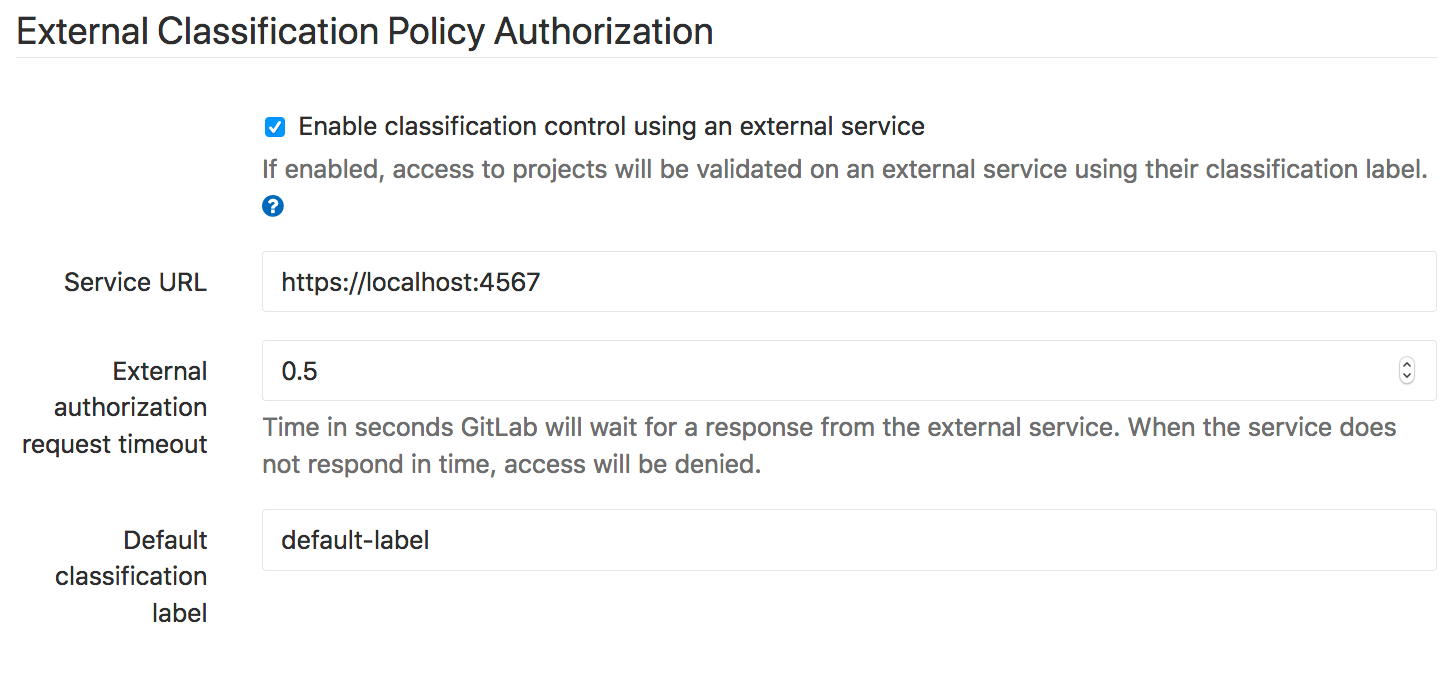 External Classification Policy Authorization
Enable classification control using an external service
If enabled, access to projects will be validated on an external service using their classification label.
?
Service URL
https://localhost:4567
External
authorization
request timeout
0.5
Time in seconds GitLab will wait for a response from the external service. When the service does
not respond in time, access will be denied.
Default
classification
label
default-label